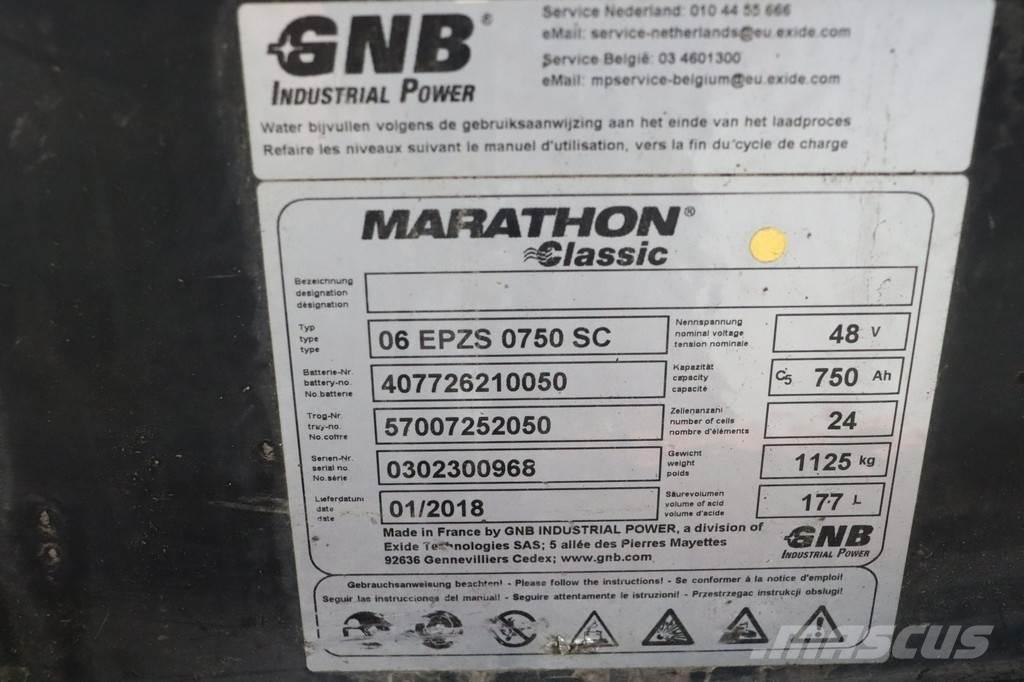 GNB®
INDUSTRIAL POWER
Service Nederland: 010 44 55 666
eMail: service-netherlands@eu.exide.com
Service België: 03 4601300
eMail: mpservice-belgium@eu.exide.com
Water bijvullen volgens de gebruiksaanwijzing aan het einde van het laadproces
Refaire les niveaux suivant le manuel d'utilisation, vers la fin du cycle de charge
MARATHON®
Classic
Bezeichnung
designation
désignation
Typ
type
type
06 EPZS 0750 SC
Nennspannung
nominal voltage
tension nominale
48 V
Batterie-Nr.
battery-no.
No.batterie
407726210050
Kapazität
capacity
capacité
C5 750 Ah
Trog-Nr.
tray-no.
No.coffre
57007252050
Zellenanzahl
number of cells
nombre d'éléments
24
Serien-Nr.
serial no.
No.série
0302300968
Gewicht
weight
poids
1125 kg
Lieferdatum
date
date
01/2018
Säurevolumen
volume of acid
volume d'acide
177 L
Made in France by GNB INDUSTRIAL POWER, a division of
Exide Technologies SAS; 5 allée des Pierres Mayettes
92636 Gennevilliers Cedex; www.gnb.com
GNB
INDUSTRIAL POWER
Gebrauchsanweisung beachten! - Please follow the instructions! - Se conformer à la notice d'emploi!
Seguir las instrucciones del manual! - Seguire attentamente le istruzioni! - Przestrzegac instrukcji obslugi!
MASCUS